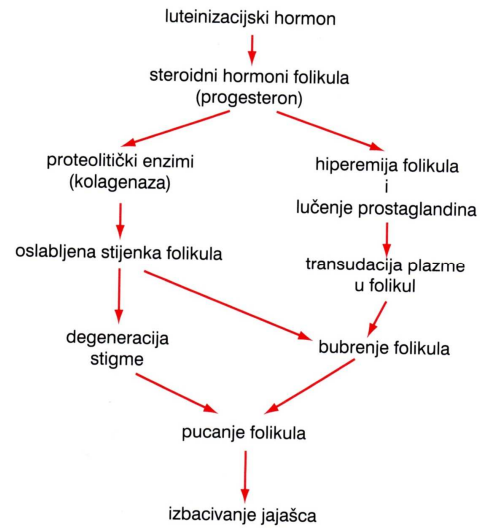 luteinizacijski hormon
steroidni hormoni folikula
(progesteron)
proteolitički enzimi
(kolagenaza)
hiperemija folikula
i
lučenje prostaglandina
oslabljena stijenka folikula
transudacija plazme
u folikul
degeneracija
stigme
bubrenje folikula
pucanje folikula
izbacivanje jajašca